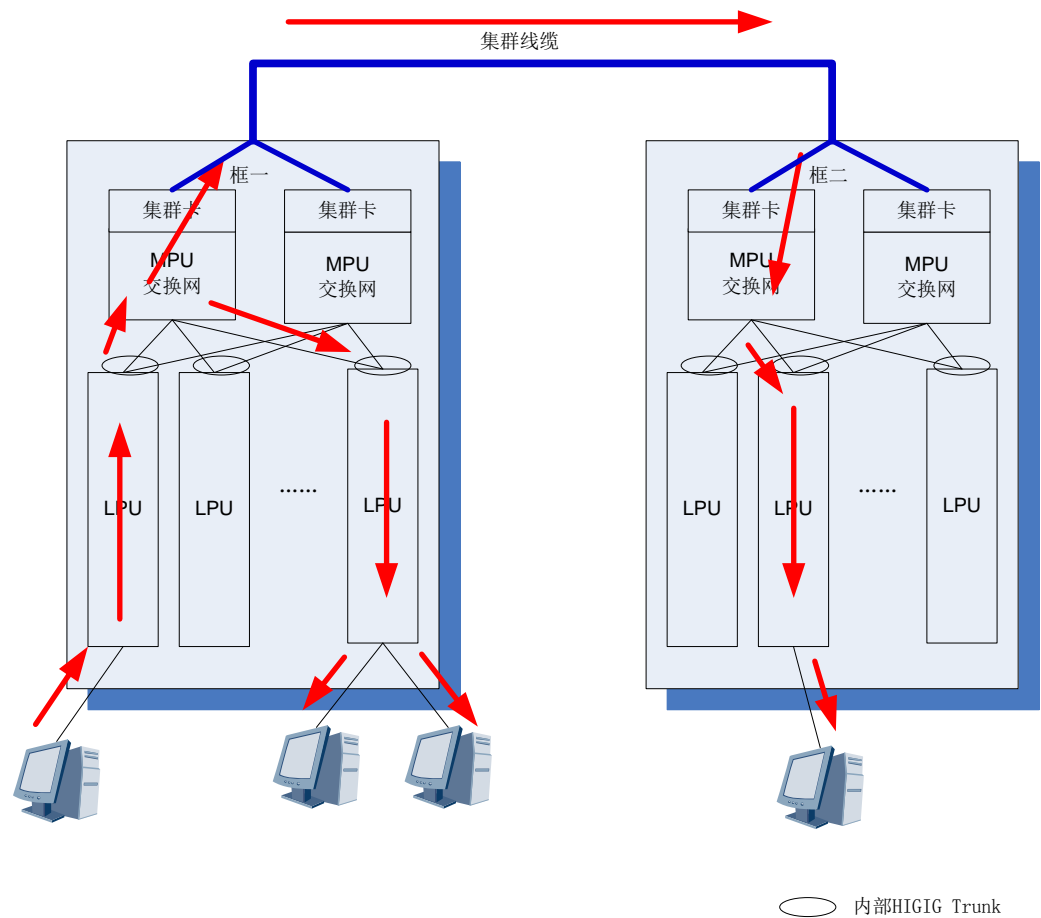 集群线缆
框一
框二
集群卡
集群卡
集群卡
集群卡
MPU
交换网
MPU
交换网
MPU
交换网
MPU
交换网
LPU
LPU
……
LPU
LPU
LPU
……
LPU
内部HIGIG Trunk